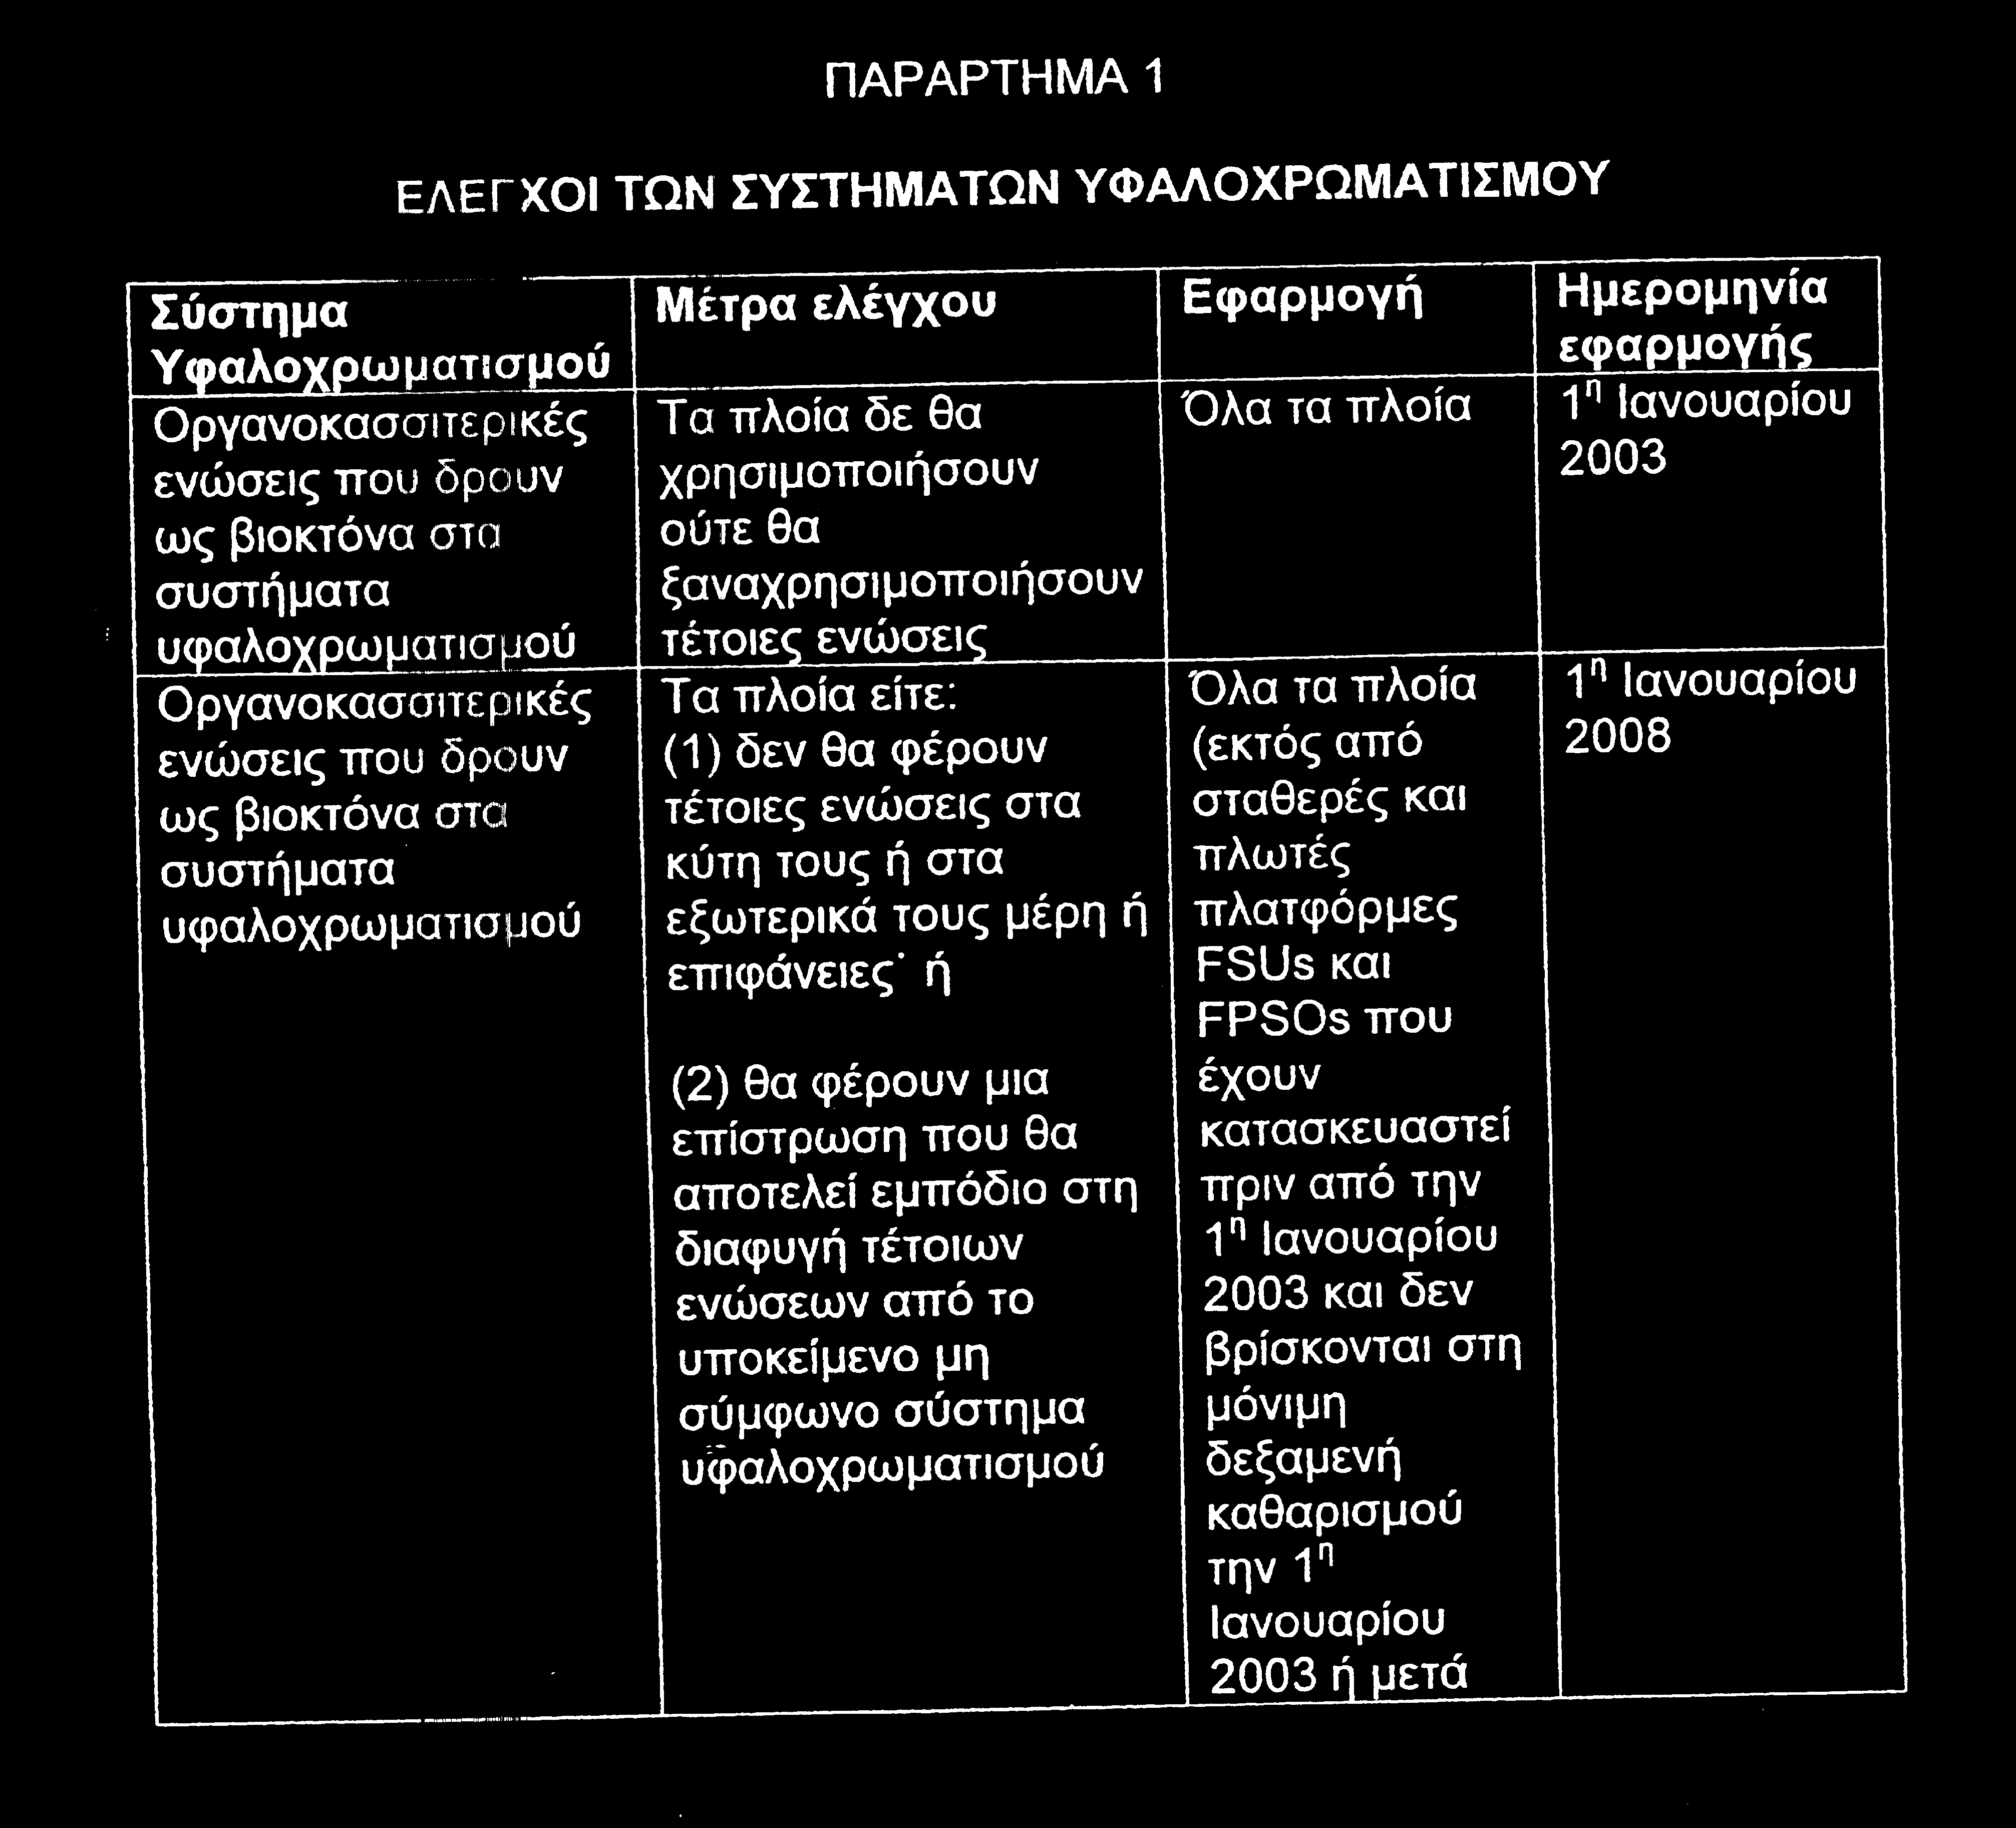 ΠΑΡΑΡΤΗΜΑ 1
ΕΛΕΓΧΟΙ ΤΩΝ ΣΥΣΤΗΜΑΤΩΝ ΥΦΑΛΟΧΡΩΜΑΤΙΣΜΟΥ
Σύστημα
Υφαλοχρωματισμού
Μέτρα ελέγχου
Εφαρμογή
Ημερομηνία
εφαρμογής
Οργανοκασσιτερικές
ενώσεις που δρουν
ως βιοκτόνα στα
συστήματα
υφαλοχρωματισμού
Τα πλοία δε θα
χρησιμοποιήσουν
ούτε θα
ξαναχρησιμοποιήσουν
τέτοιες ενώσεις
Όλα τα πλοία
1η Ιανουαρίου
2003
Οργανοκασσιτερικές
ενώσεις που δρουν
ως βιοκτόνα στα
συστήματα
υφαλοχρωματισμού
Τα πλοία είτε:
(1) δεν θα φέρουν
τέτοιες ενώσεις στα
κύτη τους ή στα
εξωτερικά τους μέρη ή
επιφάνειες· ή
(2) θα φέρουν μια
επίστρωση που θα
αποτελεί εμπόδιο στη
διαφυγή τέτοιων
ενώσεων από το
υποκείμενο μη
σύμφωνο σύστημα
υφαλοχρωματισμού
Όλα τα πλοία
(εκτός από
σταθερές και
πλωτές
πλατφόρμες
FSUs και
FPSOs που
έχουν
κατασκευαστεί
πριν από την
1η Ιανουαρίου
2003 και δεν
βρίσκονται στη
μόνιμη
δεξαμενή
καθαρισμού
την 1η
Ιανουαρίου
2003 ή μετά
1η Ιανουαρίου
2008